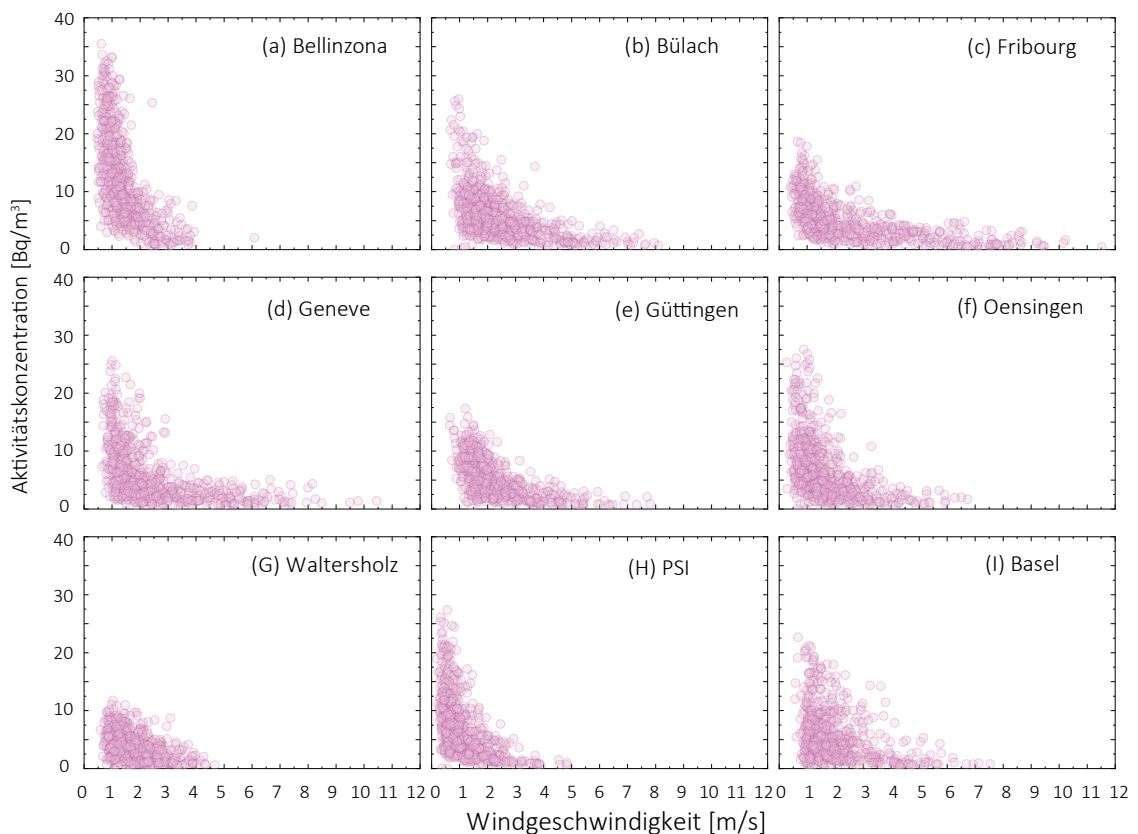 40
30
20
10
0
(a) Bellinzona
(b) Bülach
(c) Fribourg
40
30
20
10
0
(d) Geneve
(e) Güttingen
(f) Oensingen
40
30
20
10
0
(G) Waltersholz
(H) PSI
(I) Basel
Aktivitätskonzentration [Bq/m³]
0 1 2 3 4 5 6 7 8 9 10 11 12
0 1 2 3 4 5 6 7 8 9 10 11 12
0 1 2 3 4 5 6 7 8 9 10 11 12
Windgeschwindigkeit [m/s]